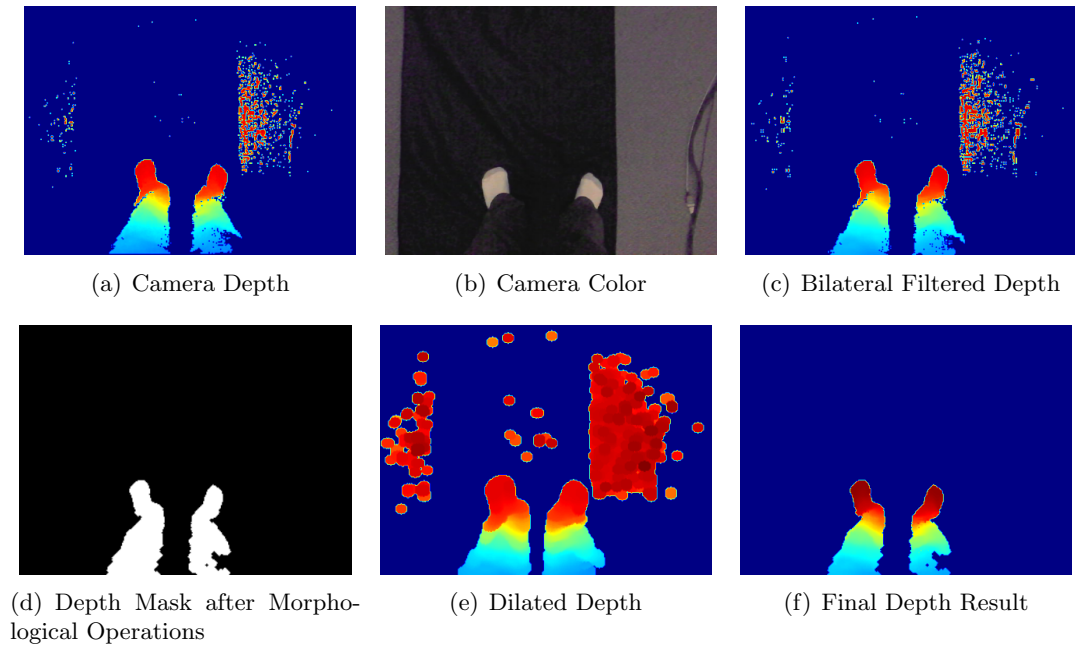 (a) Camera Depth
(b) Camera Color
(c) Bilateral Filtered Depth
(d) Depth Mask after Morpho-
logical Operations
(e) Dilated Depth
(f) Final Depth Result